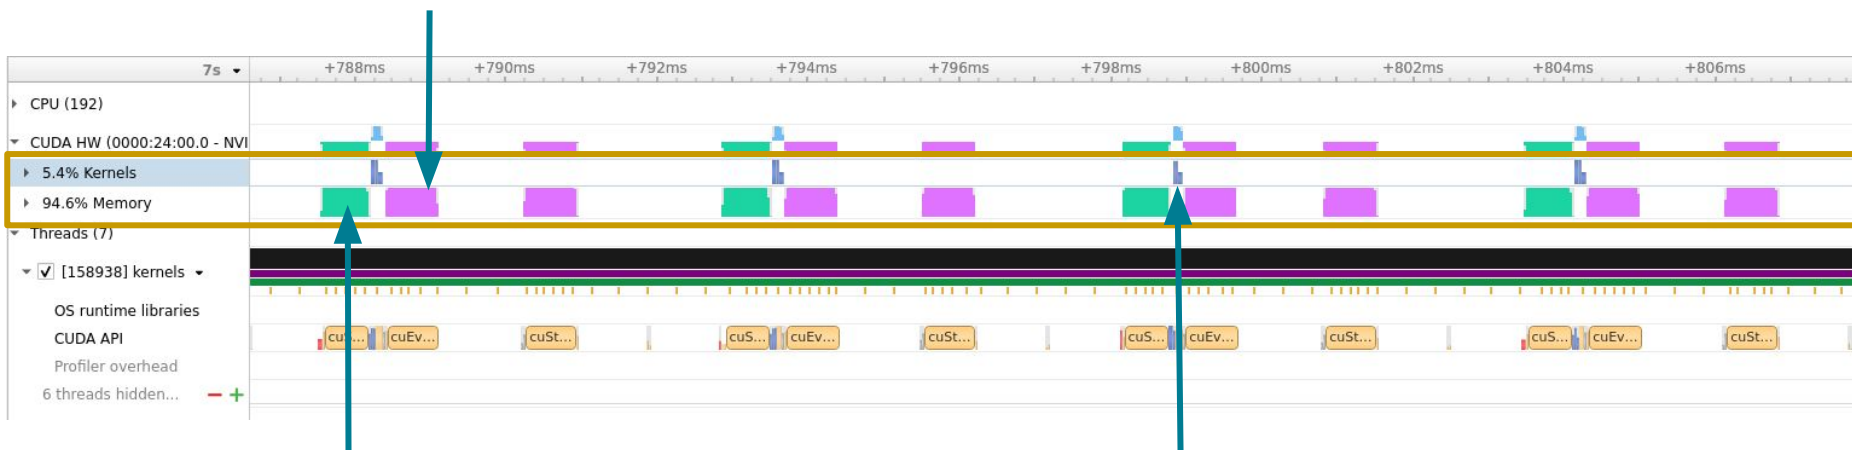 7s +788ms +790ms +792ms +794ms +796ms +798ms +800ms +802ms +804ms +806ms
CPU (192)
CUDA HW (0000:24:00.0 - NVI
5.4% Kernels
94.6% Memory
Threads (7)
[158938] kernels
OS runtime libraries
CUDA API cuS... cuEv... cuSt... cuS... cuEv... cuSt... cuS... cuEv... cuSt... cuS... cuEv... cuSt...
Profiler overhead
6 threads hidden...